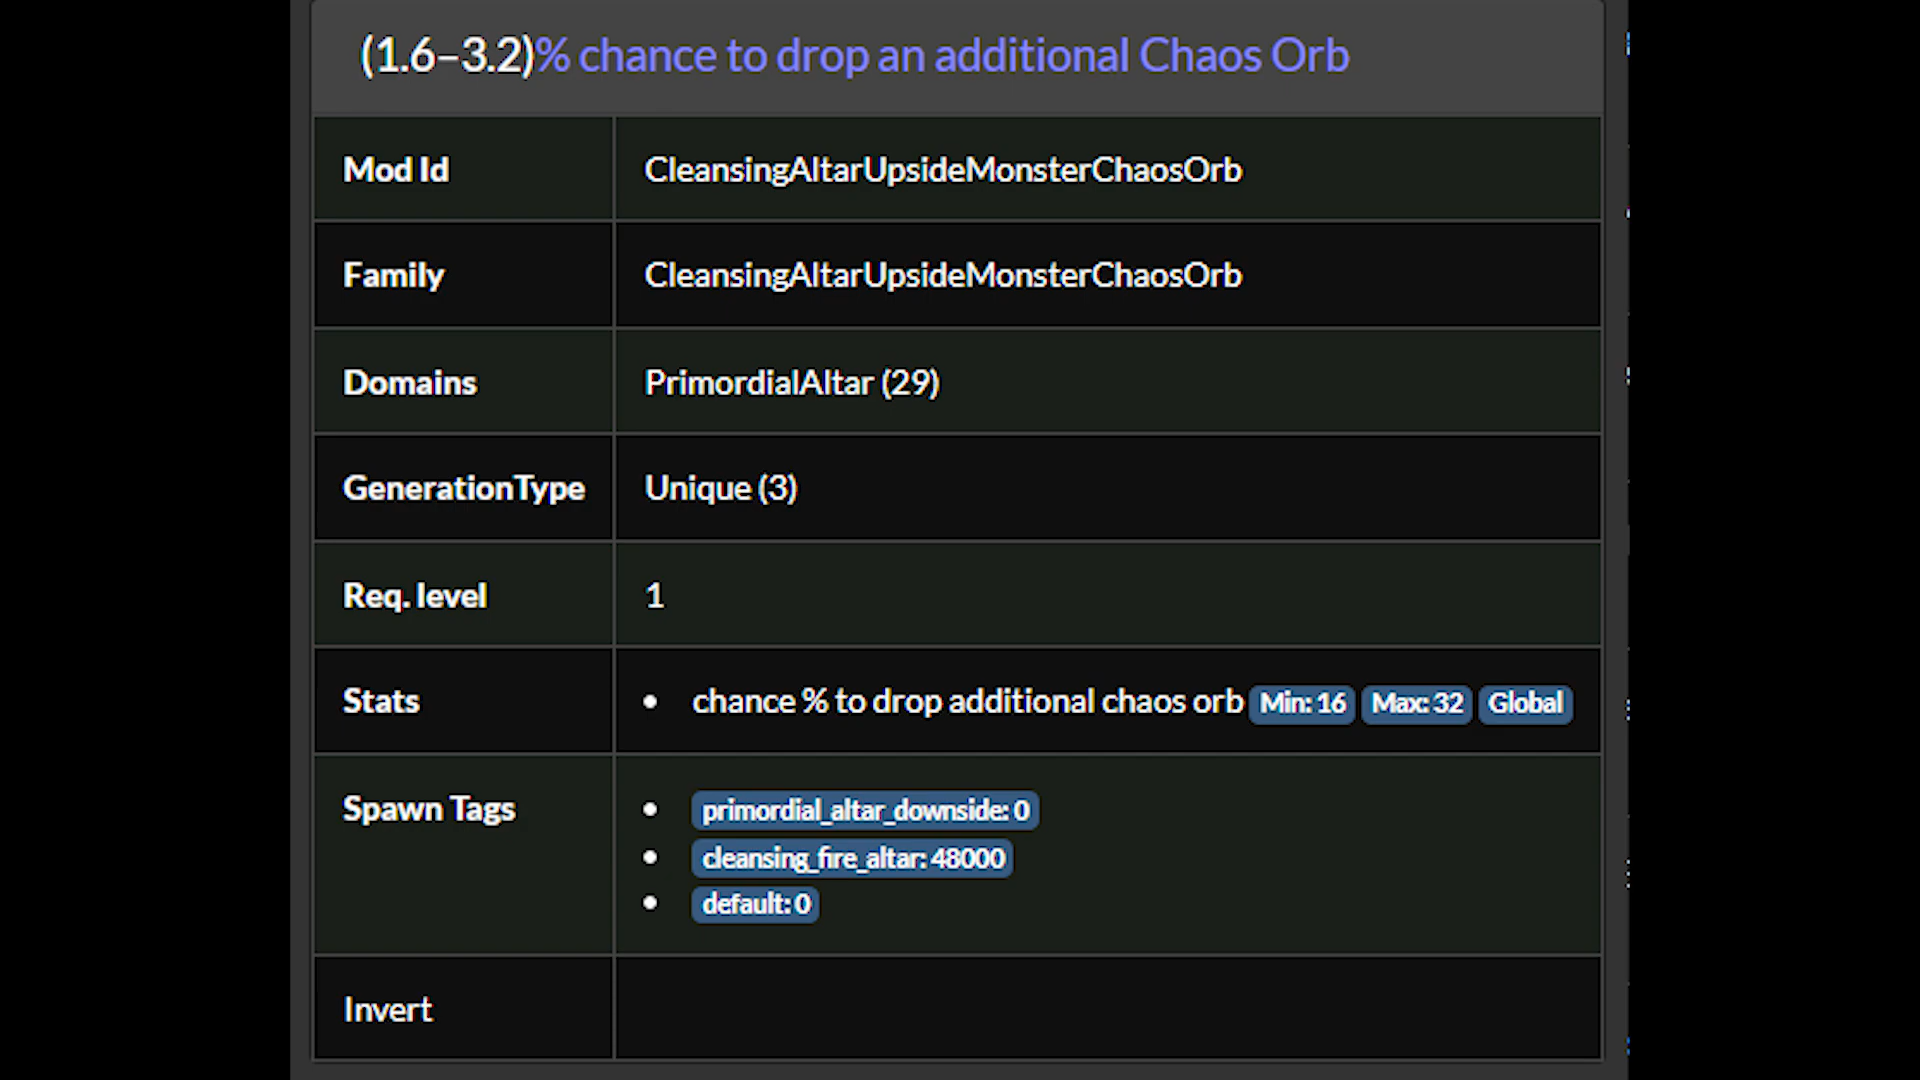 (1.6–3.2)% chance to drop an additional Chaos Orb
Mod Id CleansingAltarUpsideMonsterChaosOrb
Family CleansingAltarUpsideMonsterChaosOrb
Domains PrimordialAltar (29)
GenerationType Unique (3)
Req. level 1
Stats • chance % to drop additional chaos orb Min: 16 Max: 32 Global
Spawn Tags • primordial_altar_downside: 0
• cleansing_fire_altar: 48000
• default: 0
Invert